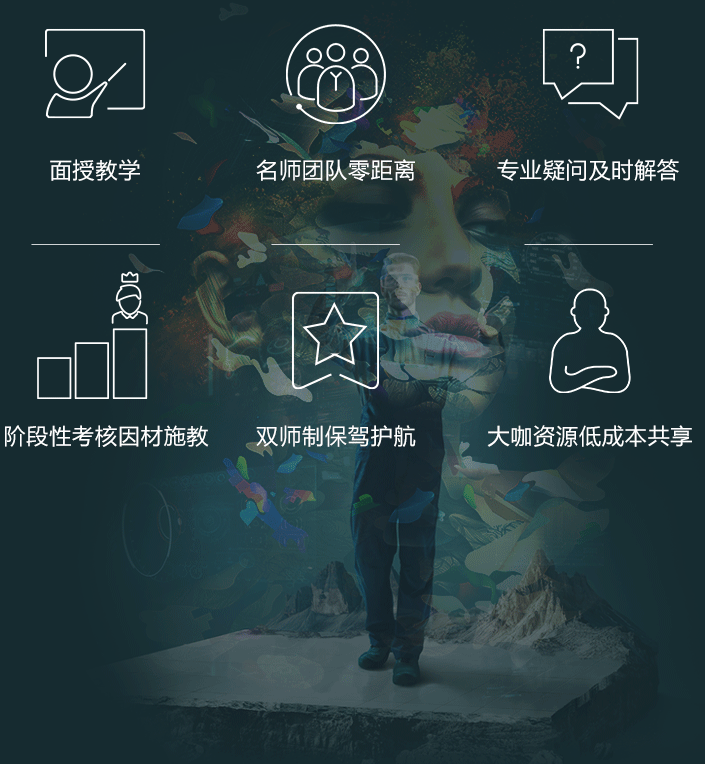 面授教学
名师团队零距离
专业疑问及时解答
阶段性考核因材施教
双师制保驾护航
大咖资源低成本共享